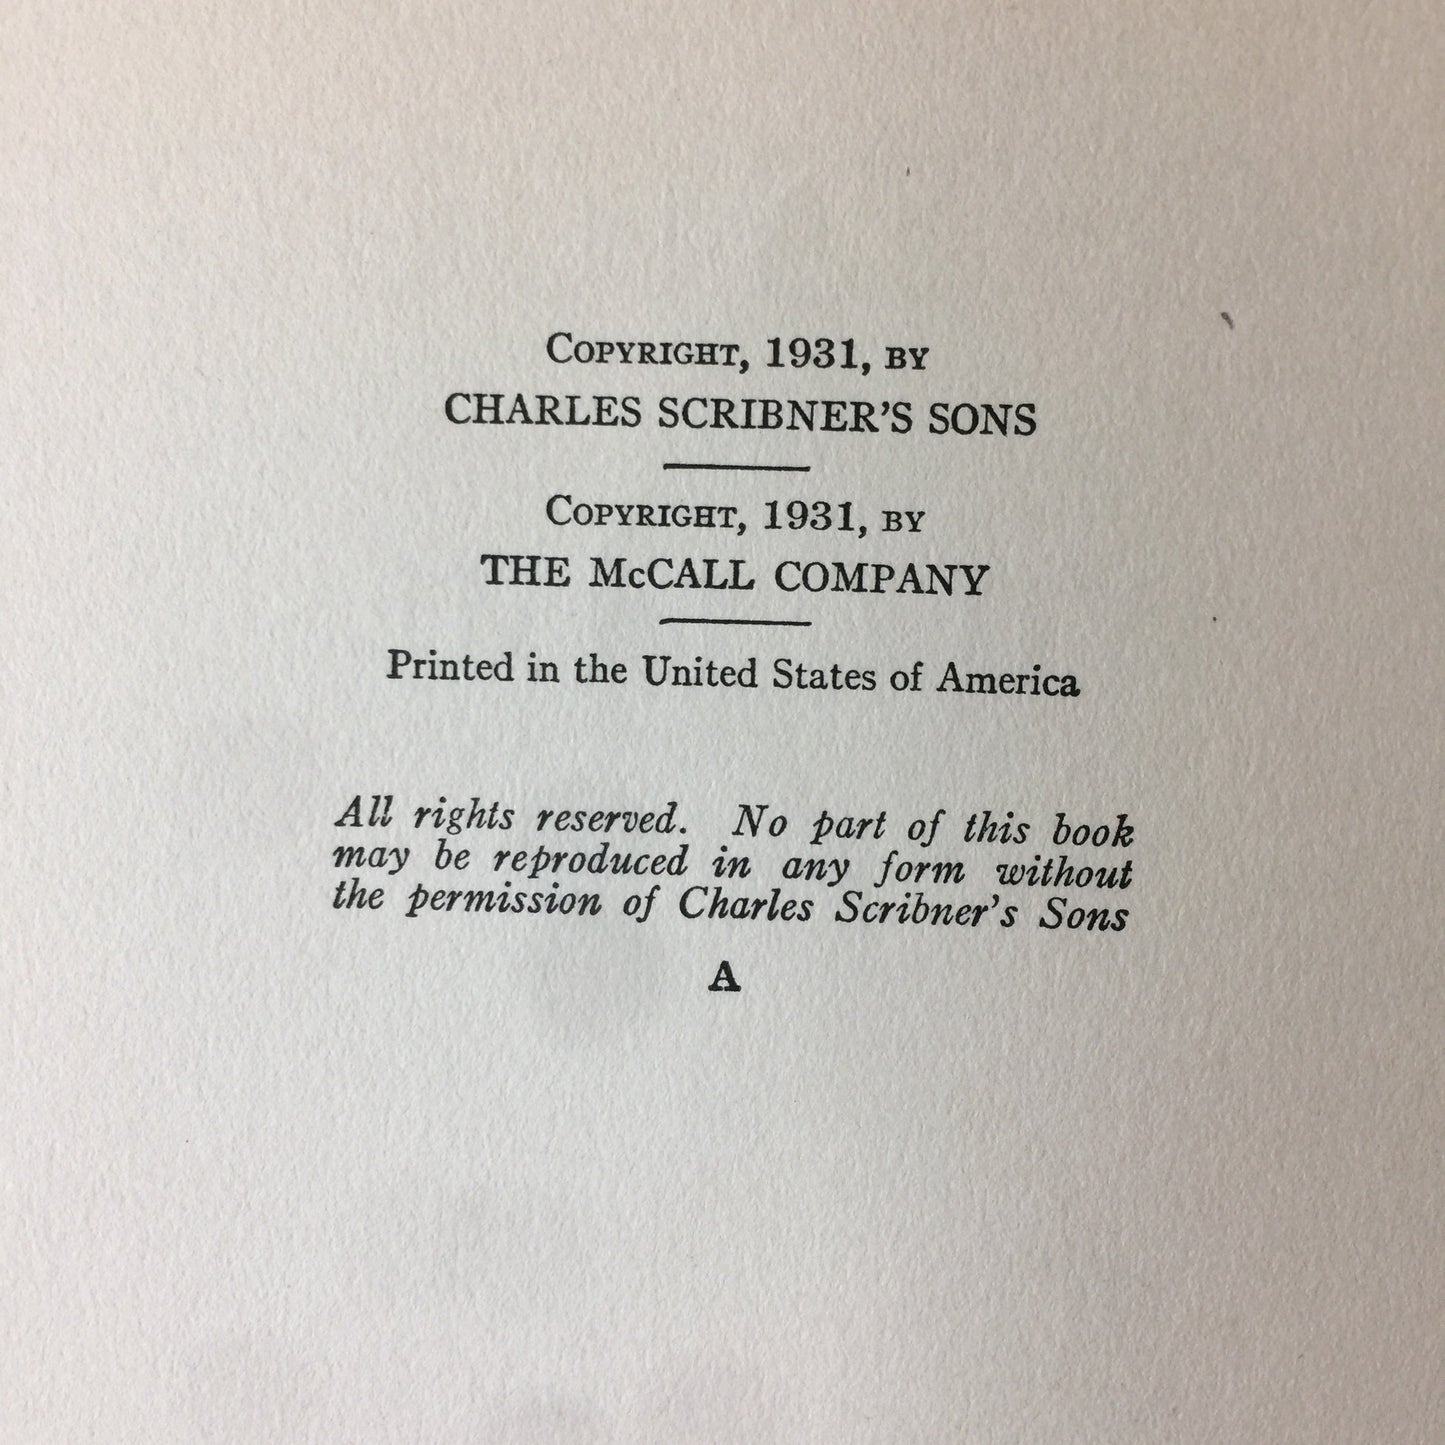 Copyright, 1931, by
CHARLES SCRIBNER'S SONS
Copyright, 1931, by
THE McCALL COMPANY
Printed in the United States of America
All rights reserved. No part of this book
may be reproduced in any form without
the permission of Charles Scribner's Sons
A